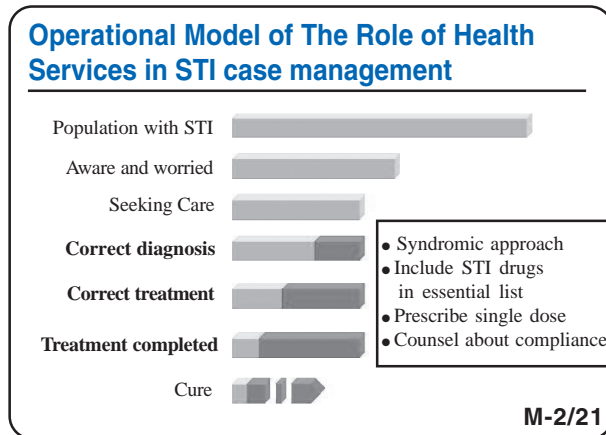 Operational Model of The Role of Health
Services in STI case management
Population with STI
Aware and worried
Seeking Care
Correct diagnosis
Correct treatment
Treatment completed
Cure
• Syndromic approach
• Include STI drugs
in essential list
• Prescribe single dose
• Counsel about compliance
M-2/21